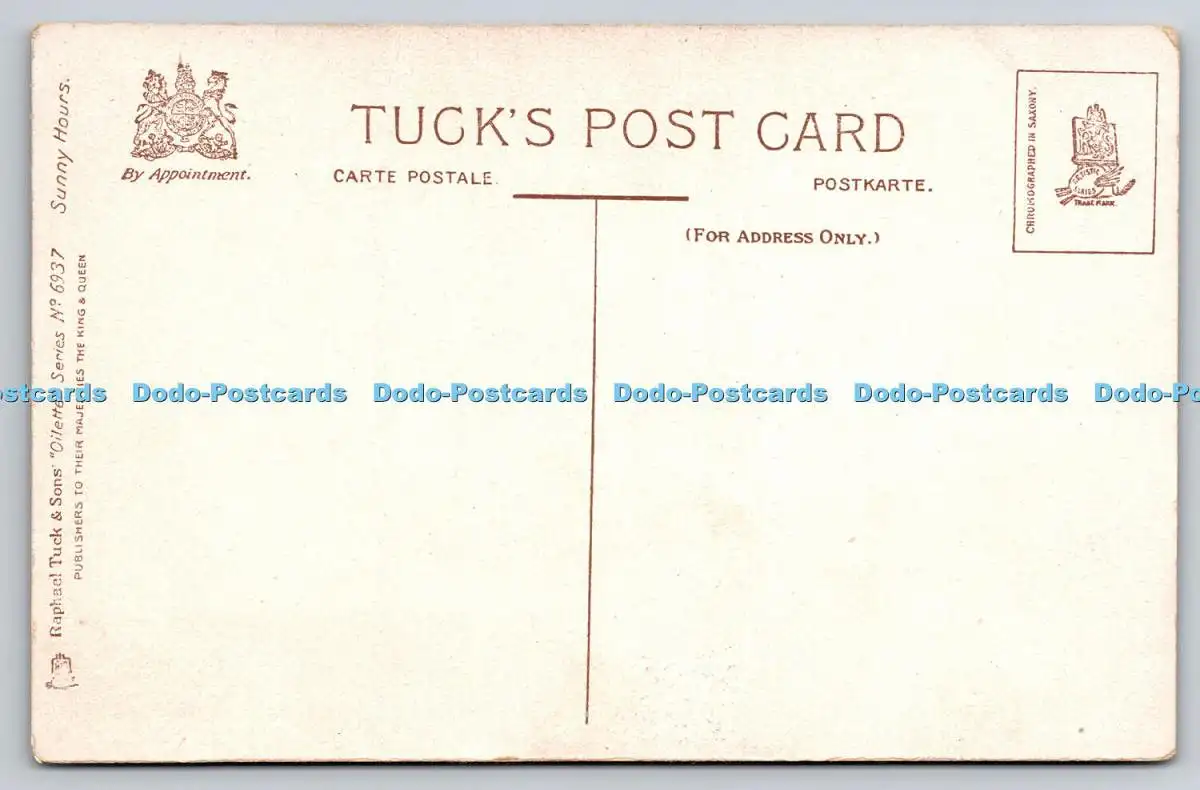 TUCK'S POST CARD
By Appointment.
CARTE POSTALE.
POSTKARTE.
(FOR ADDRESS ONLY.)
CHROMOGRAPHED IN SAXONY.
ARTISTIC
SERIES
TRADE MARK.
Raphael Tuck & Sons' "Oilette" Series Nº 6937 Sunny Hours.
PUBLISHERS TO THEIR MAJESTIES THE KING & QUEEN
Dodo-Postcards Dodo-Postcards Dodo-Postcards Dodo-Postcards